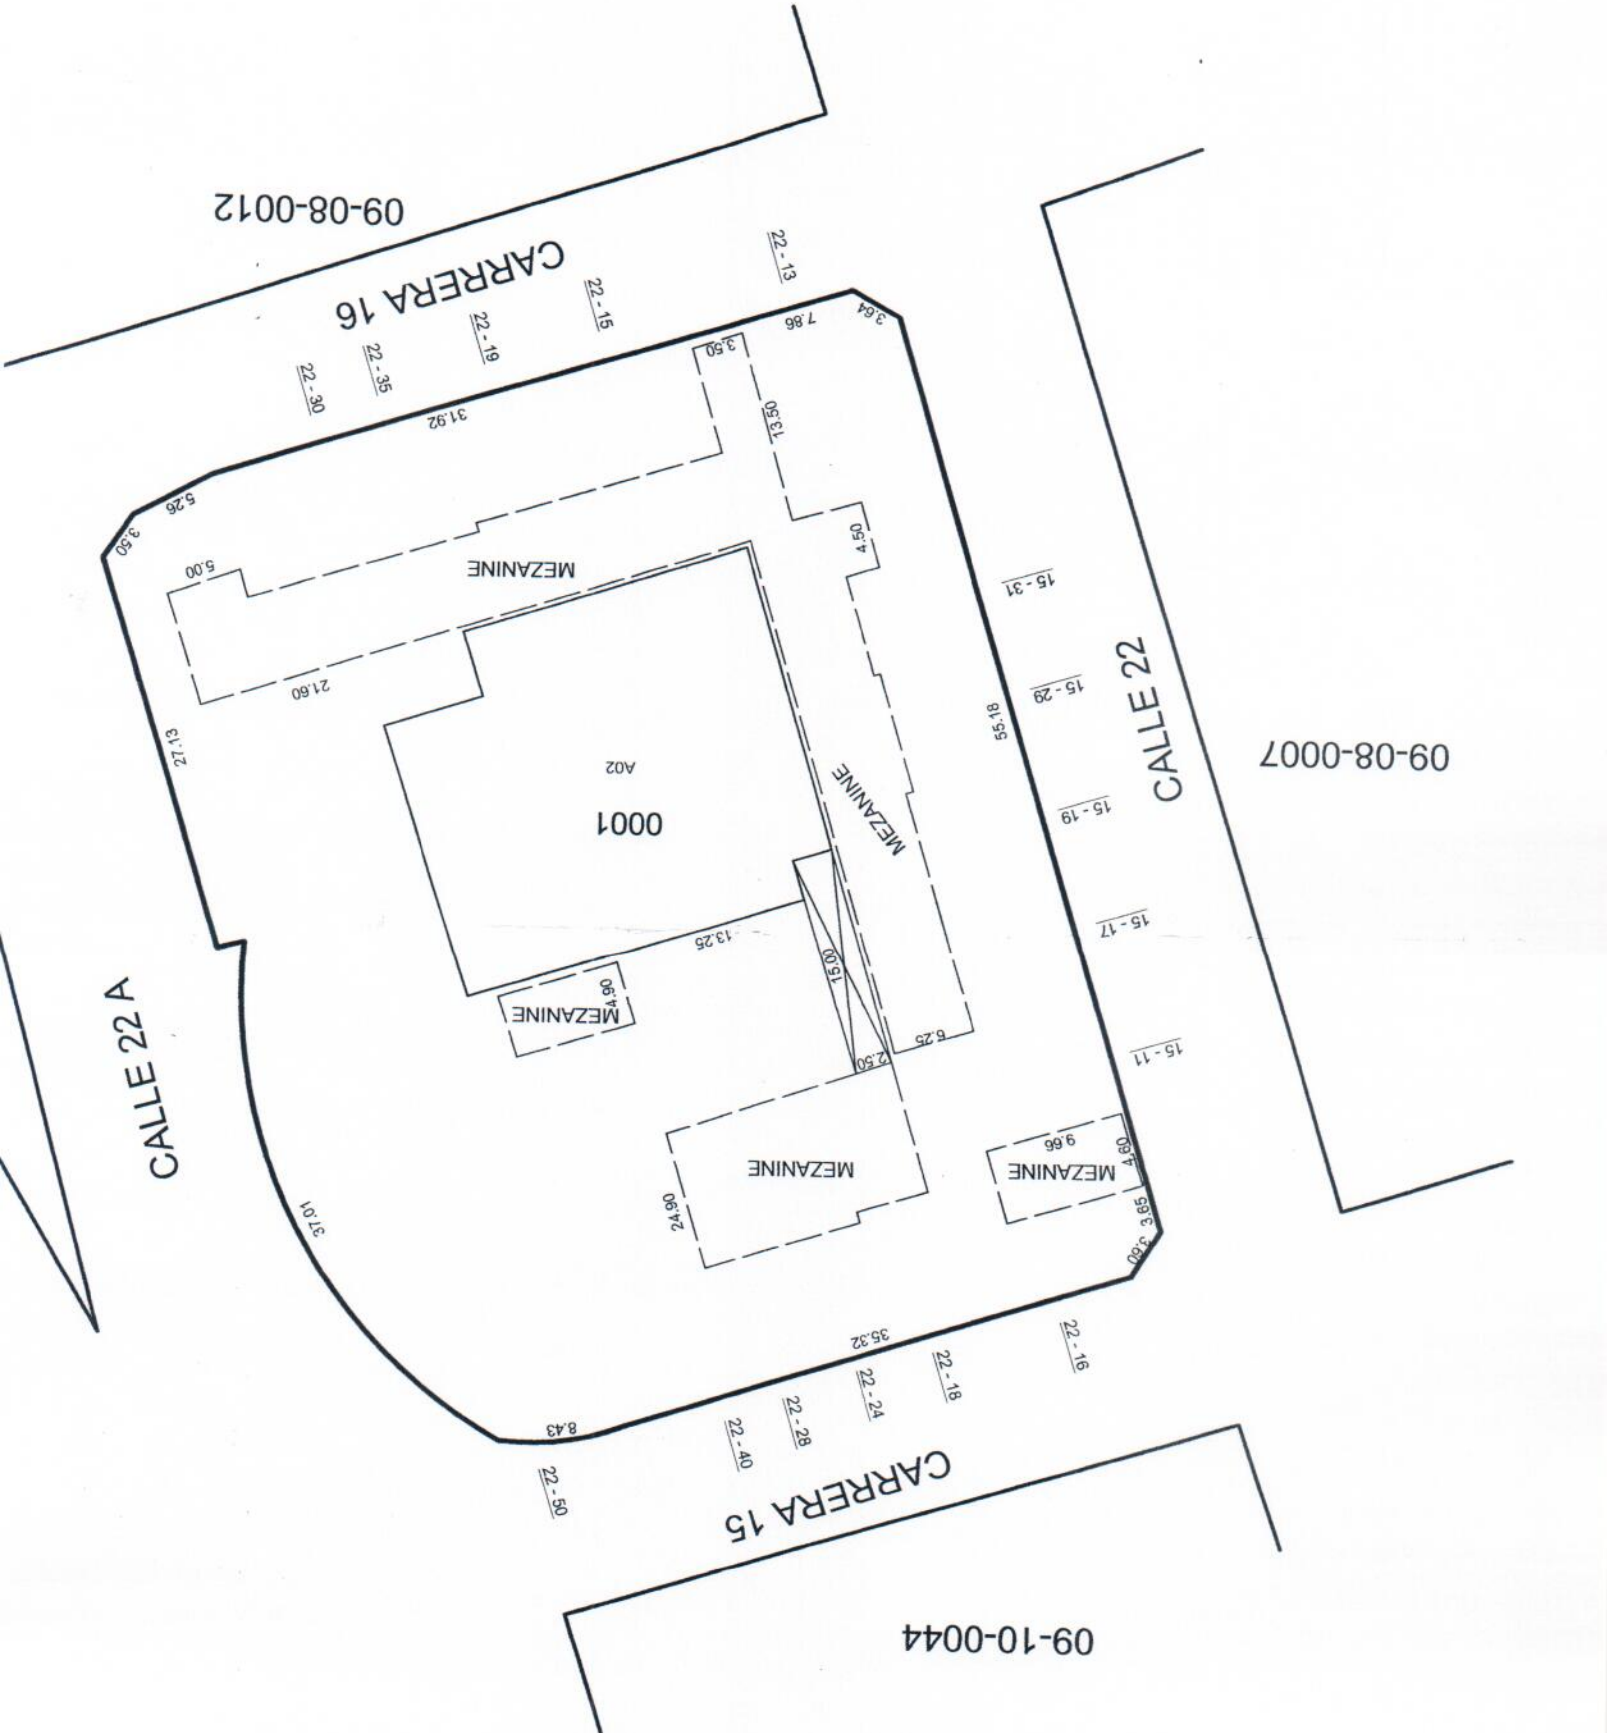 09-08-0012
CARRERA 16
22 - 13
22 - 15
22 - 19
22 - 35
22 - 30
7.86
3.64
3.50
31.92
13.50
5.26
3.50
5.00
4.50
MEZANINE
15 - 31
21.60
CALLE 22
15 - 29
55.18
27.13
09-08-0007
A02
MEZANINE
0001
15 - 19
15 - 17
13.25
15.00
CALLE 22 A
4.90
MEZANINE
6.25
2.50
15 - 11
9.66
4.60
MEZANINE
MEZANINE
24.90
3.65
37.01
3.60
35.32
22 - 16
22 - 18
22 - 24
22 - 28
22 - 40
8.43
22 - 50
CARRERA 15
09-10-0044